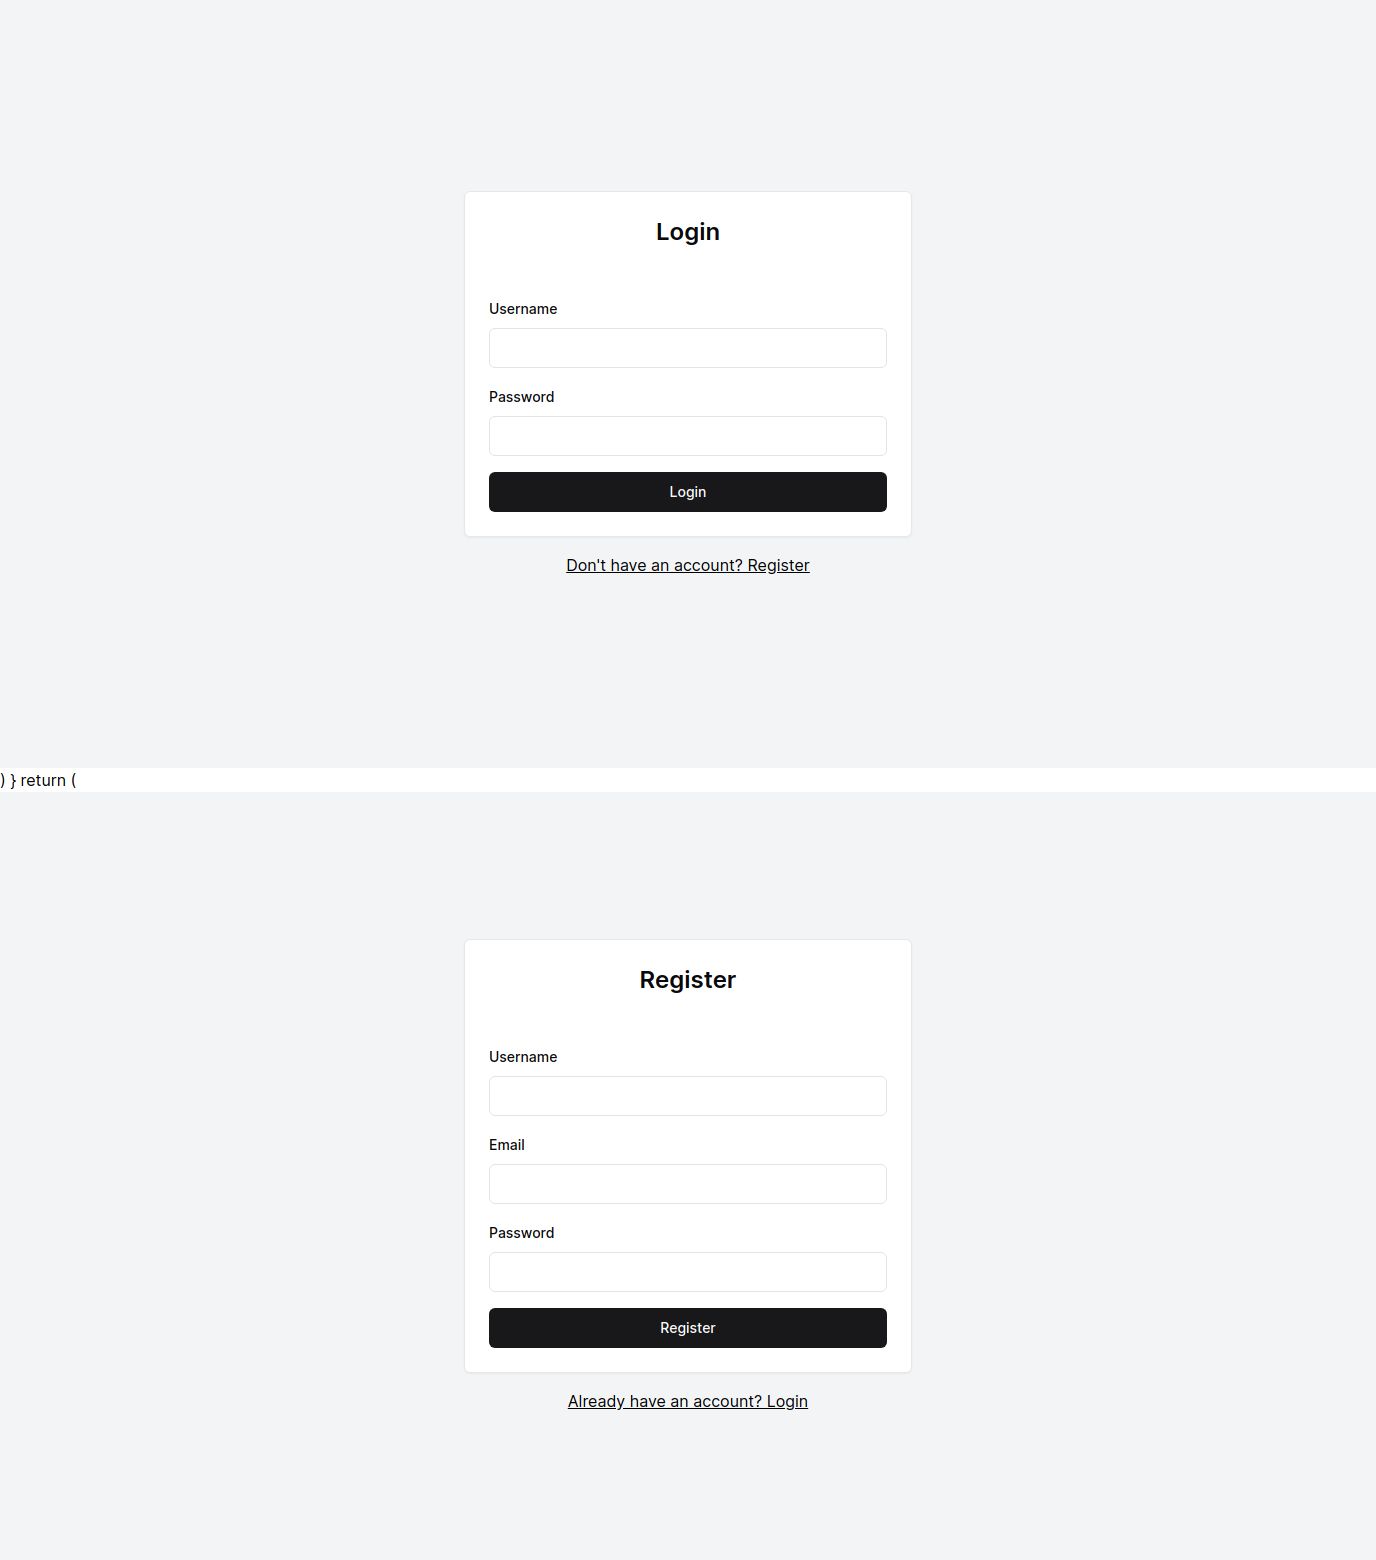 Login
Username
Password
Login
Don't have an account? Register
) } return (
Register
Username
Email
Password
Register
Already have an account? Login